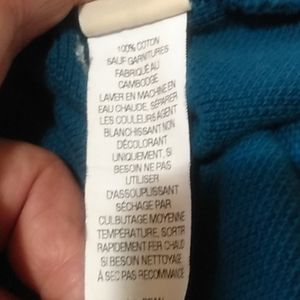 100% COTON
SAUF GARNITURES
FABRIQUÉ AU
CAMBODGE
LAVER EN MACHINE EN
EAU CHAUDE, SÉPARER
LES COULEURS AGENT
BLANCHISSANT NON
DÉCOLORANT
UNIQUEMENT, SI
BESOIN NE PAS
UTILISER
D'ASSOUPLISSANT
SÉCHAGE PAR
CULBUTAGE MOYENNE
TEMPÉRATURE, SORTIR
RAPIDEMENT FER CHAUD
SI BESOIN NETTOYAGE
À SEC PAS RECOMMANDÉ